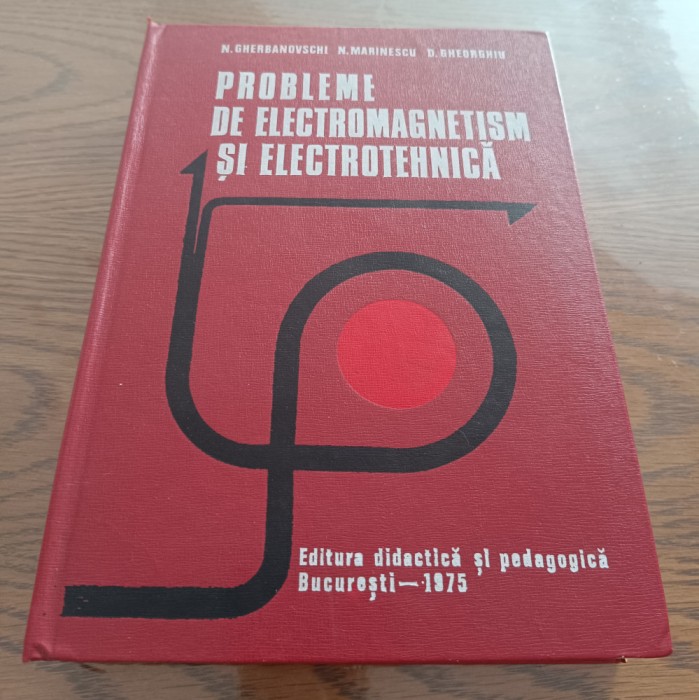 N. GHERBANOVSCHI N. MARINESCU D. GHEORGHIU
PROBLEME
DE ELECTROMAGNETISM
ȘI ELECTROTEHNICĂ
Editura didactică și pedagogică
București—1975